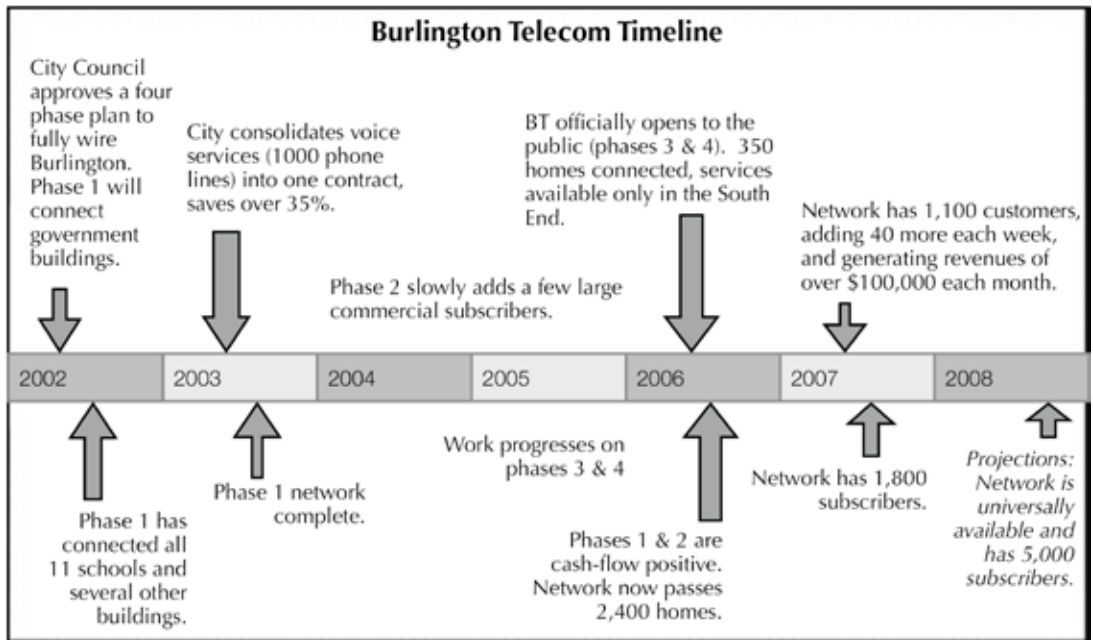 Burlington Telecom Timeline
City Council
approves a four
phase plan to
fully wire
Burlington.
Phase 1 will
connect
government
buildings.
City consolidates voice
services (1000 phone
lines) into one contract,
saves over 35%.
Phase 2 slowly adds a few large
commercial subscribers.
BT officially opens to the
public (phases 3 & 4). 350
homes connected, services
available only in the South
End.
Network has 1,100 customers,
adding 40 more each week,
and generating revenues of
over $100,000 each month.
2002 2003 2004 2005 2006 2007 2008
Phase 1 has
connected all
11 schools and
several other
buildings.
Phase 1 network
complete.
Work progresses on
phases 3 & 4
Phases 1 & 2 are
cash-flow positive.
Network now passes
2,400 homes.
Network has 1,800
subscribers.
Projections:
Network is
universally
available and
has 5,000
subscribers.